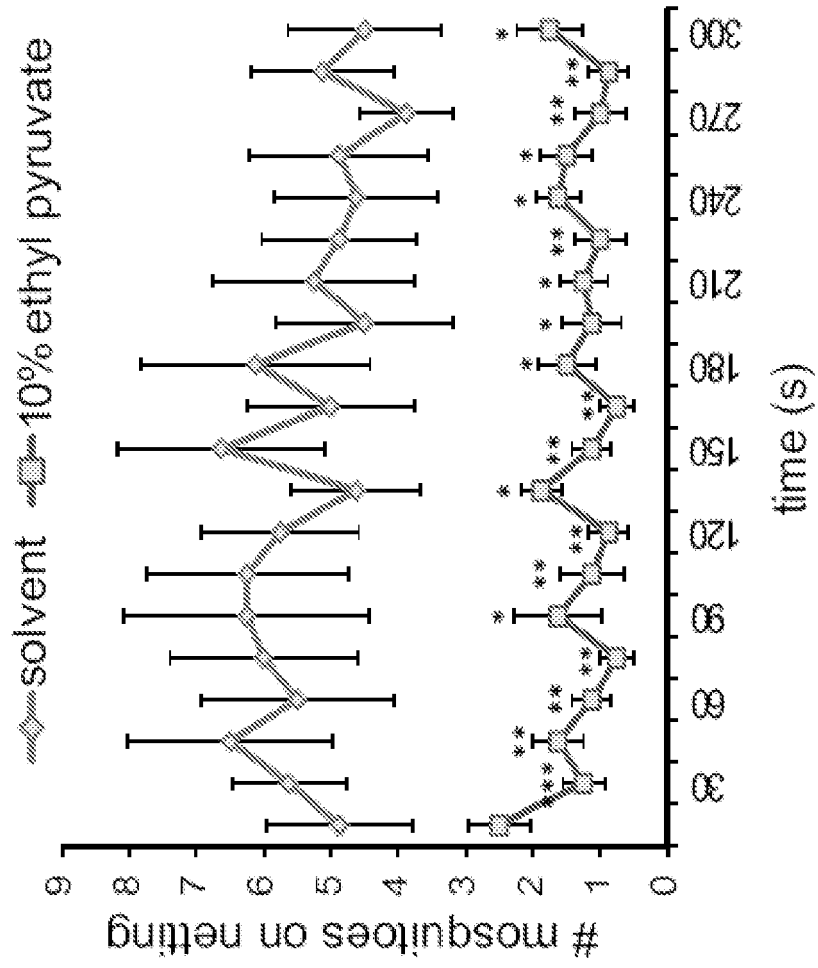 solvent 10% ethyl pyruvate
# mosquitoes on netting
9
8
7
6
5
4
3
2
1
0
*** ** ** ** * ** ** * ** ** * * * ** * * ** ** *
30 60 90 120 150 180 210 240 270 300
time (s)